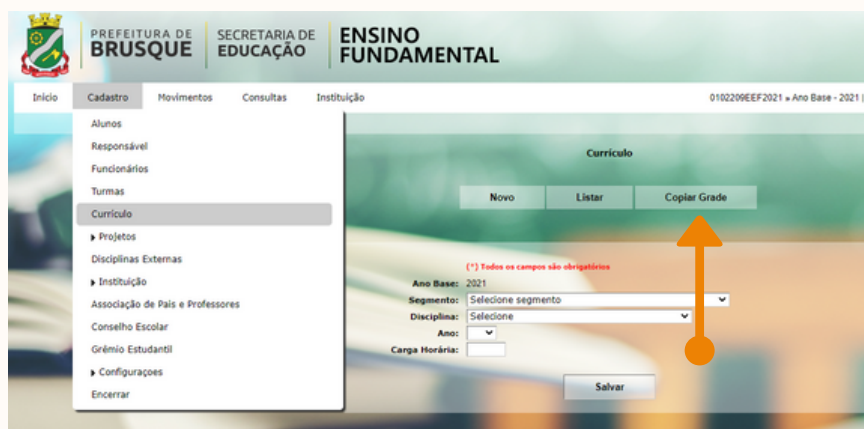 PREFEITURA DE
BRUSQUE
SECRETARIA DE
EDUCAÇÃO
ENSINO
FUNDAMENTAL
Início Cadastro Movimentos Consultas Instituição
0102209EEF2021 » Ano Base - 2021 |
Alunos
Responsável
Funcionários
Turmas
Currículo
Projetos
Disciplinas Externas
Instituição
Associação de Pais e Professores
Conselho Escolar
Grêmio Estudantil
Configuraçoes
Encerrar
Currículo
Novo Listar Copiar Grade
(*) Todos os campos são obrigatórios
Ano Base: 2021
Segmento: Selecione segmento
Disciplina: Selecione
Ano:
Carga Horária:
Salvar